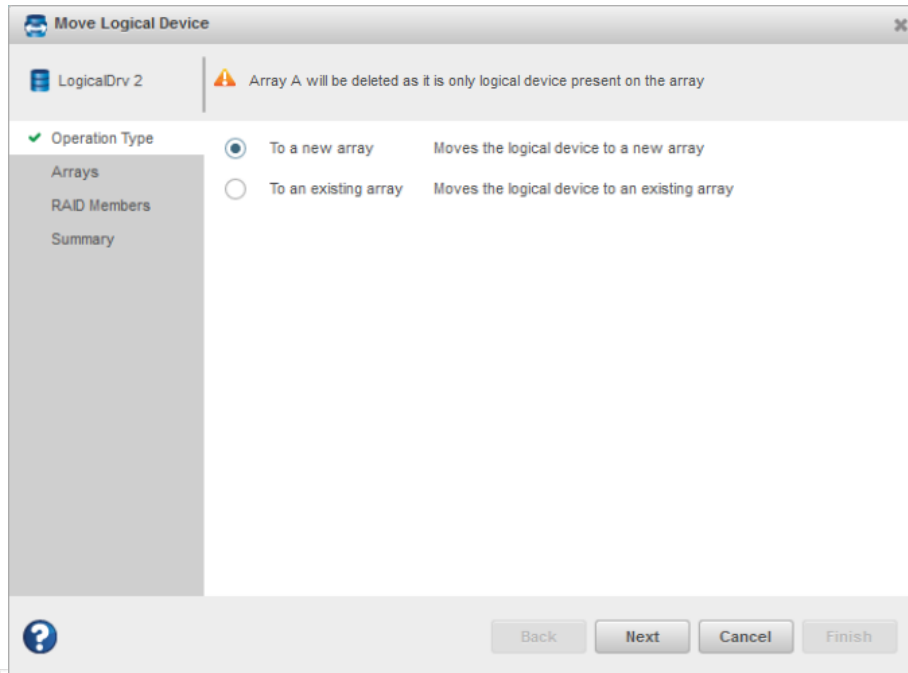 Move Logical Device
LogicalDrv 2
Array A will be deleted as it is only logical device present on the array
Operation Type
Arrays
RAID Members
Summary
To a new array Moves the logical device to a new array
To an existing array Moves the logical device to an existing array
?
Back Next Cancel Finish